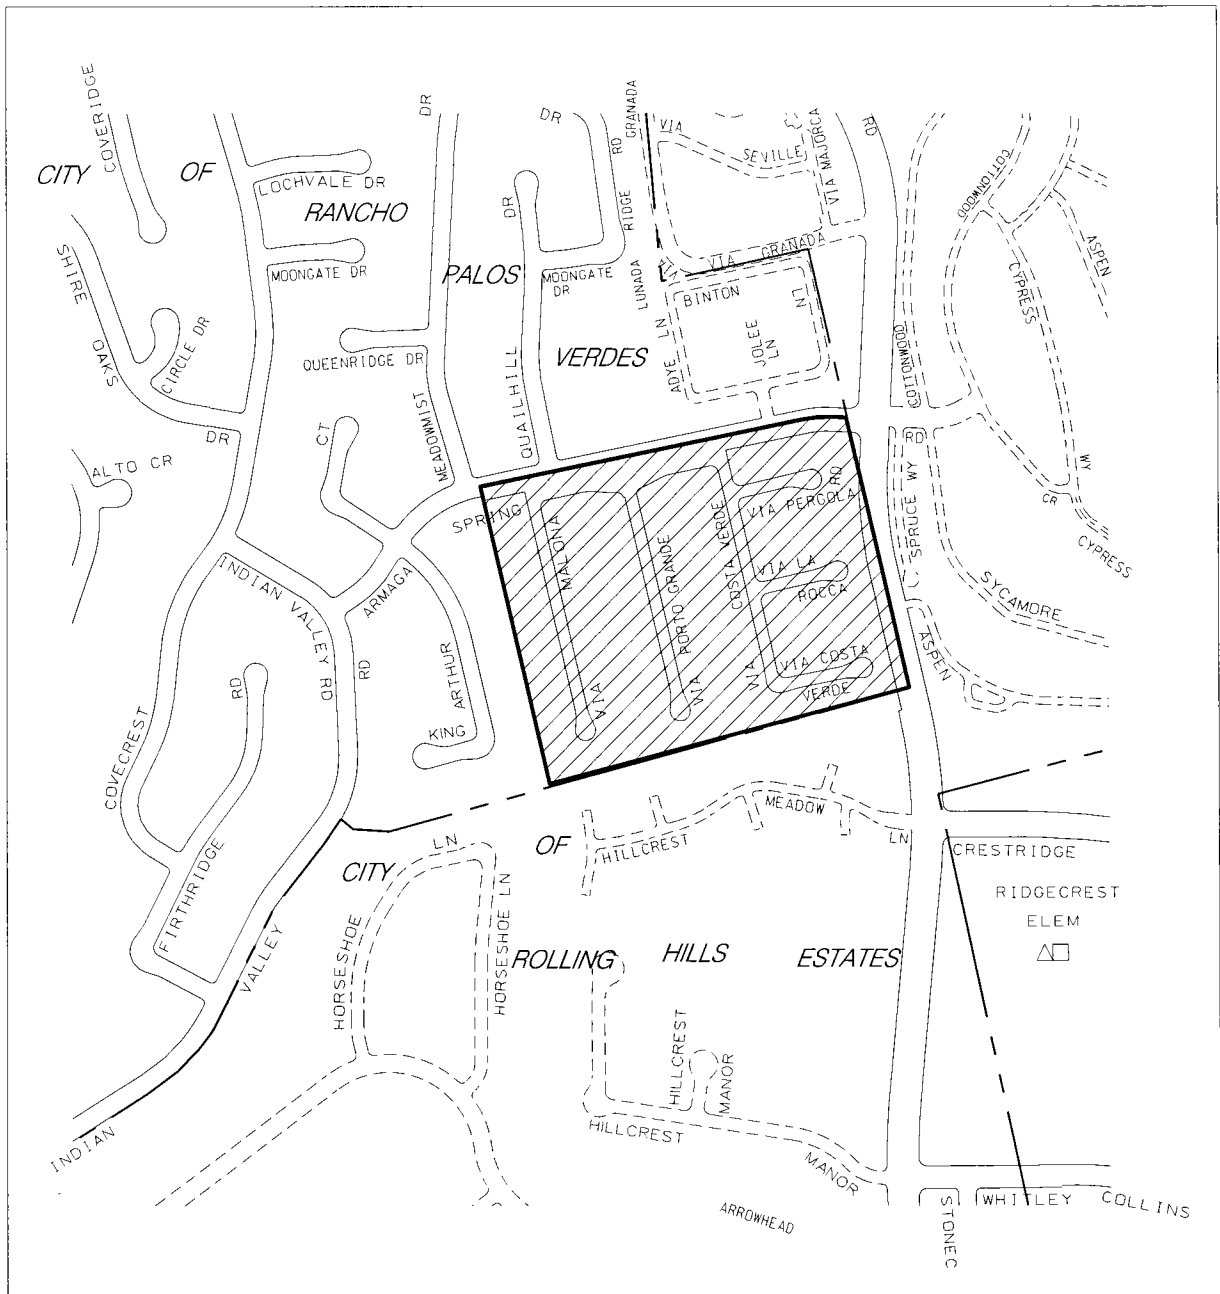 COVERIDGE
CITY OF
RANCHO
PALOS
VERDES
LOCHVALE DR
MOONGATE DR
SHIRE
OAKS
DR
CIRCLE DR
QUEENRIDGE DR
ALTO CR
CT
DR
MEADOWMIST
DR
QUAILHILL
DR
MOONGATE
DR
RD
RIDGE
LUNADA
GRANADA
VIA
SEVILLE
VIA MAJORCA
VIA GRANADA
LN
BINTON
ADYE LN
JOLEE
LN
LN
RD
COTTONWOOD
COTTONWOOD
CYPRESS
ASPEN
WY
CR
CYPRESS
RD
SPRUCE WY
SYCAMORE
ASPEN
SPRING
MALONA
VIA
PORTO GRANDE
VIA
COSTA VERDE
VIA
VIA PERGOLA
RD
VIA LA
ROCCA
VIA COSTA
VERDE
INDIAN VALLEY RD
ARMAGA
RD
ARTHUR
KING
RD
COVECREST
FIRTHRIDGE
VALLEY
INDIAN
CITY OF
ROLLING HILLS ESTATES
LN
HORSESHOE
HORSESHOE LN
HILLCREST
MEADOW
LN
CRESTRIDGE
RIDGECREST
ELEM
HILLCREST
MANOR
HILLCREST
MANOR
ARROWHEAD
STONEC
WHITLEY COLLINS